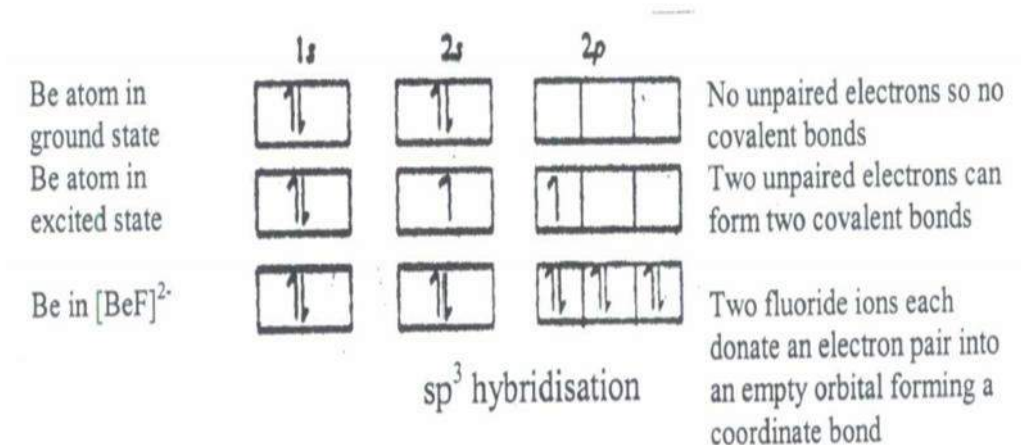 1s 2s 2p
Be atom in
ground state
No unpaired electrons so no
covalent bonds
Be atom in
excited state
Two unpaired electrons can
form two covalent bonds
Be in [BeF]²⁻
Two fluoride ions each
donate an electron pair into
an empty orbital forming a
coordinate bond
sp³ hybridisation